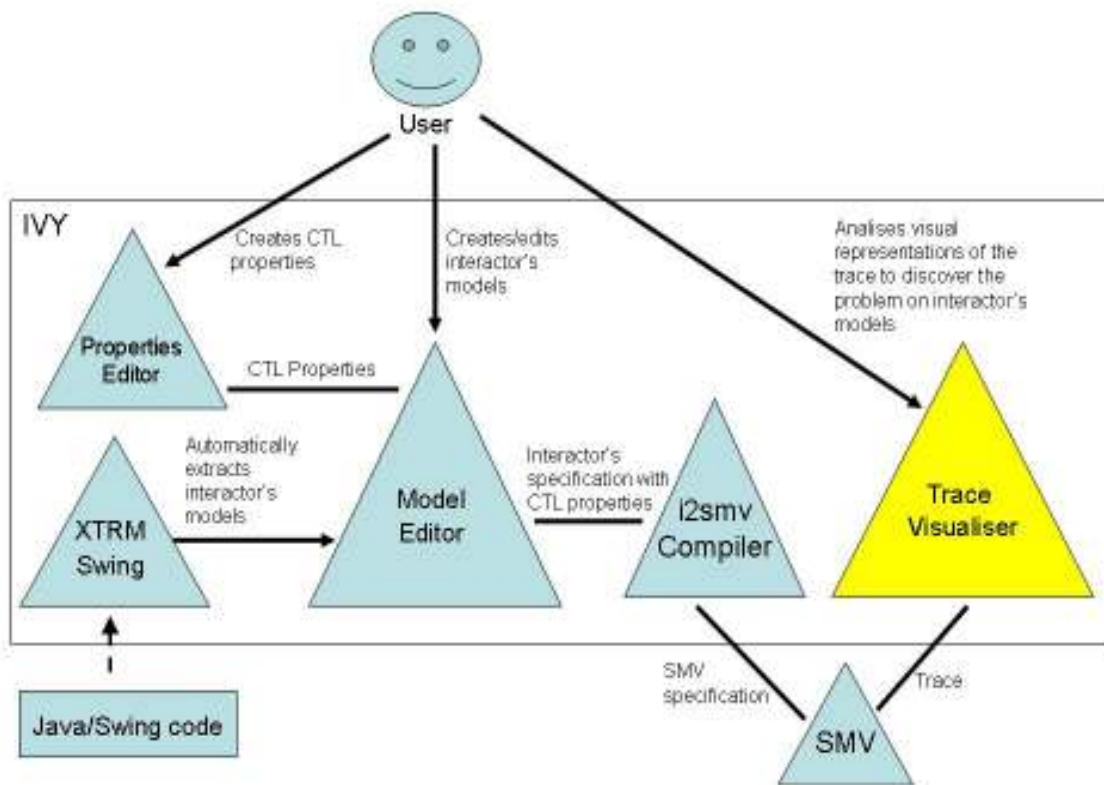 User
IVY
Creates CTL
properties
Creates/edits
interactor's
models
Analises visual
representations of the
trace to discover the
problem on interactor's
models
Properties
Editor
CTL Properties
Automatically
extracts
interactor's
models
XTRM
Swing
Model
Editor
Interactor's
specification with
CTL properties
i2smv
Compiler
Trace
Visualiser
Java/Swing code
SMV
specification
Trace
SMV